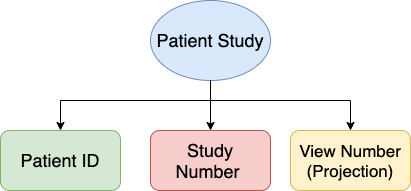 Patient Study
Patient ID
Study
Number
View Number
(Projection)